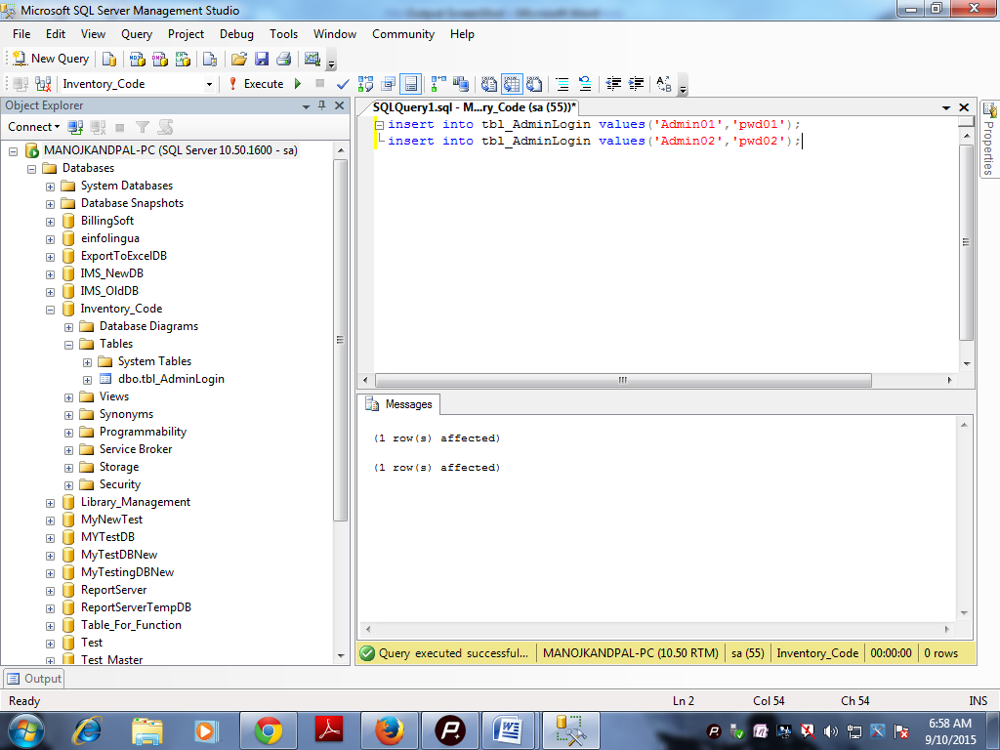 Microsoft SQL Server Management Studio
File Edit View Query Project Debug Tools Window Community Help
New Query
Inventory_Code Execute
Object Explorer
Connect
MANOJKANDPAL-PC (SQL Server 10.50.1600 - sa)
Databases
System Databases
Database Snapshots
BillingSoft
einfolingua
ExportToExcelDB
IMS_NewDB
IMS_OldDB
Inventory_Code
Database Diagrams
Tables
System Tables
dbo.tbl_AdminLogin
Views
Synonyms
Programmability
Service Broker
Storage
Security
Library_Management
MyNewTest
MYTestDB
MyTestDBNew
MyTestingDBNew
ReportServer
ReportServerTempDB
Table_For_Function
Test
Test_Master
SQLQuery1.sql - M...ry_Code (sa (55))*
insert into tbl_AdminLogin values('Admin01','pwd01');
insert into tbl_AdminLogin values('Admin02','pwd02');
Properties
Messages
(1 row(s) affected)
(1 row(s) affected)
Query executed successful... MANOJKANDPAL-PC (10.50 RTM) sa (55) Inventory_Code 00:00:00 0 rows
Output
Ready Ln 2 Col 54 Ch 54 INS
6:58 AM
9/10/2015